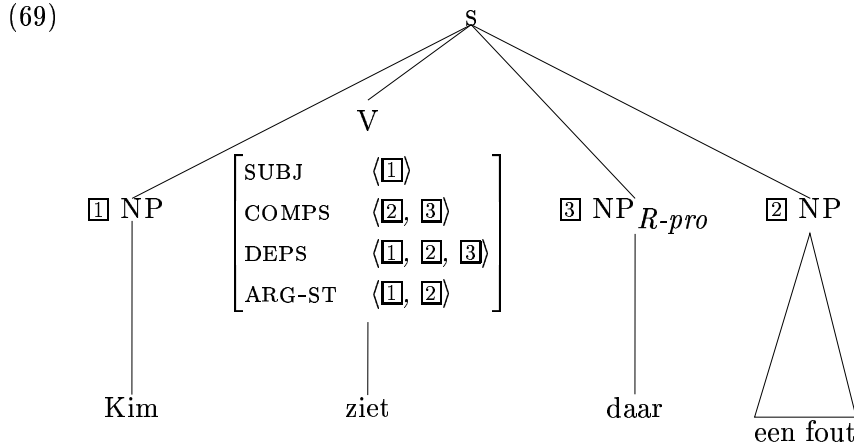 (69)
S
V
SUBJ ⟨1⟩
COMPS ⟨2, 3⟩
DEPS ⟨1, 2, 3⟩
ARG-ST ⟨1, 2⟩
1 NP
3 NP R-pro
2 NP
Kim ziet daar een fout